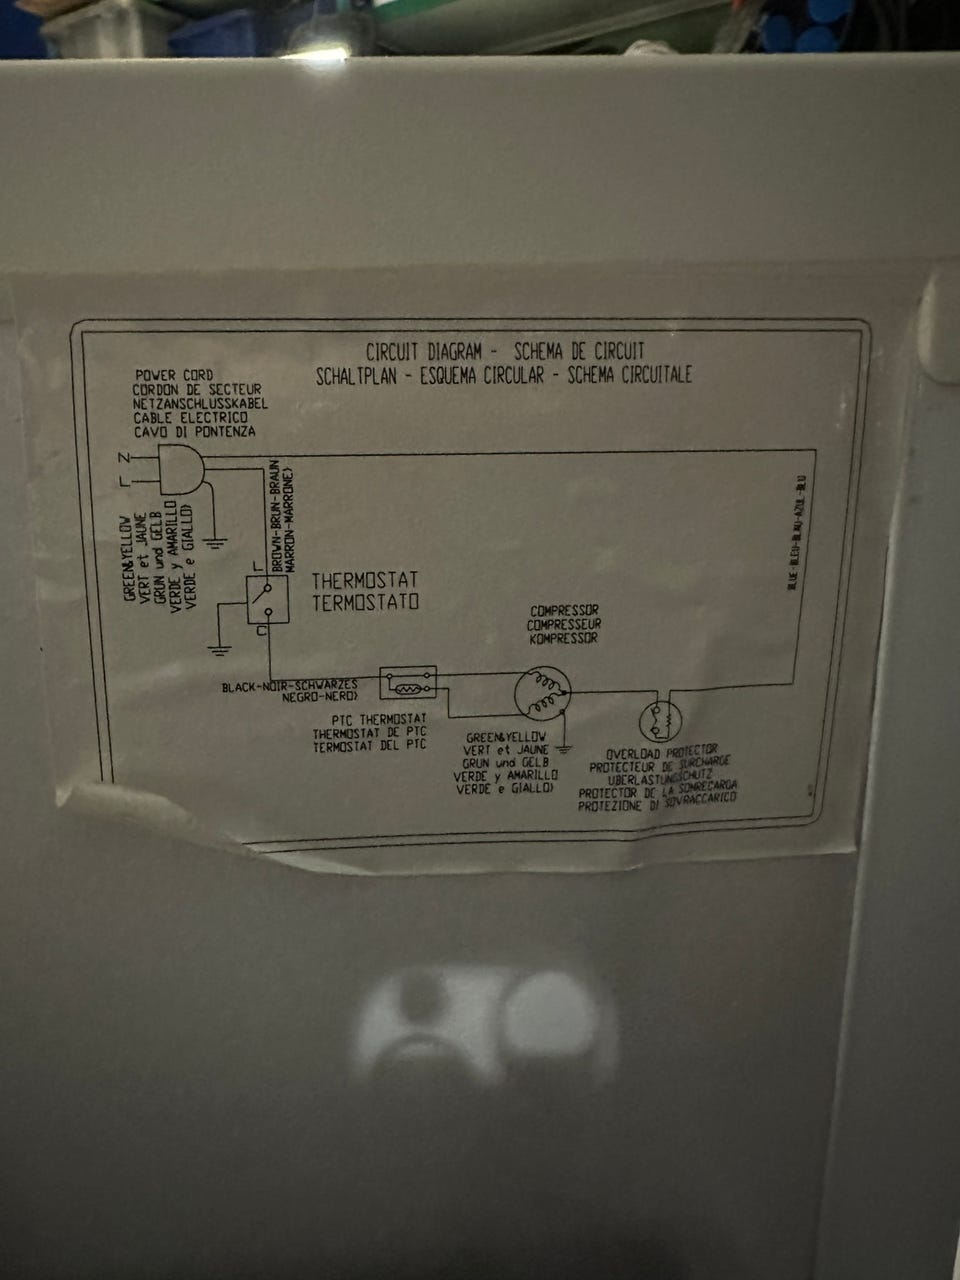 CIRCUIT DIAGRAM - SCHEMA DE CIRCUIT
SCHALTPLAN - ESQUEMA CIRCULAR - SCHEMA CIRCUITALE
POWER CORD
CORDON DE SECTEUR
NETZANSCHLUSSKABEL
CABLE ELECTRICO
CAVO DI PONTENZA
N
L
GREEN&YELLOW
VERT et JAUNE
GRUN und GELB
VERDE y AMARILLO
VERDE e GIALLO)
BROWN-BRUN-BRAUN
MARRON-MARRONE)
L
C
THERMOSTAT
TERMOSTATO
BLUE-BLEU-BLAU-AZUL-BLU
COMPRESSOR
COMPRESSEUR
KOMPRESSOR
BLACK-NOIR-SCHWARZES
NEGRO-NERO)
PTC THERMOSTAT
THERMOSTAT DE PTC
TERMOSTAT DEL PTC
GREEN&YELLOW
VERT et JAUNE
GRUN und GELB
VERDE y AMARILLO
VERDE e GIALLO)
OVERLOAD PROTECTOR
PROTECTEUR DE SURCHARGE
UBERLASTUNGSCHUTZ
PROTECTOR DE LA SOBRECARGA
PROTEZIONE DI SOVRACCARICO